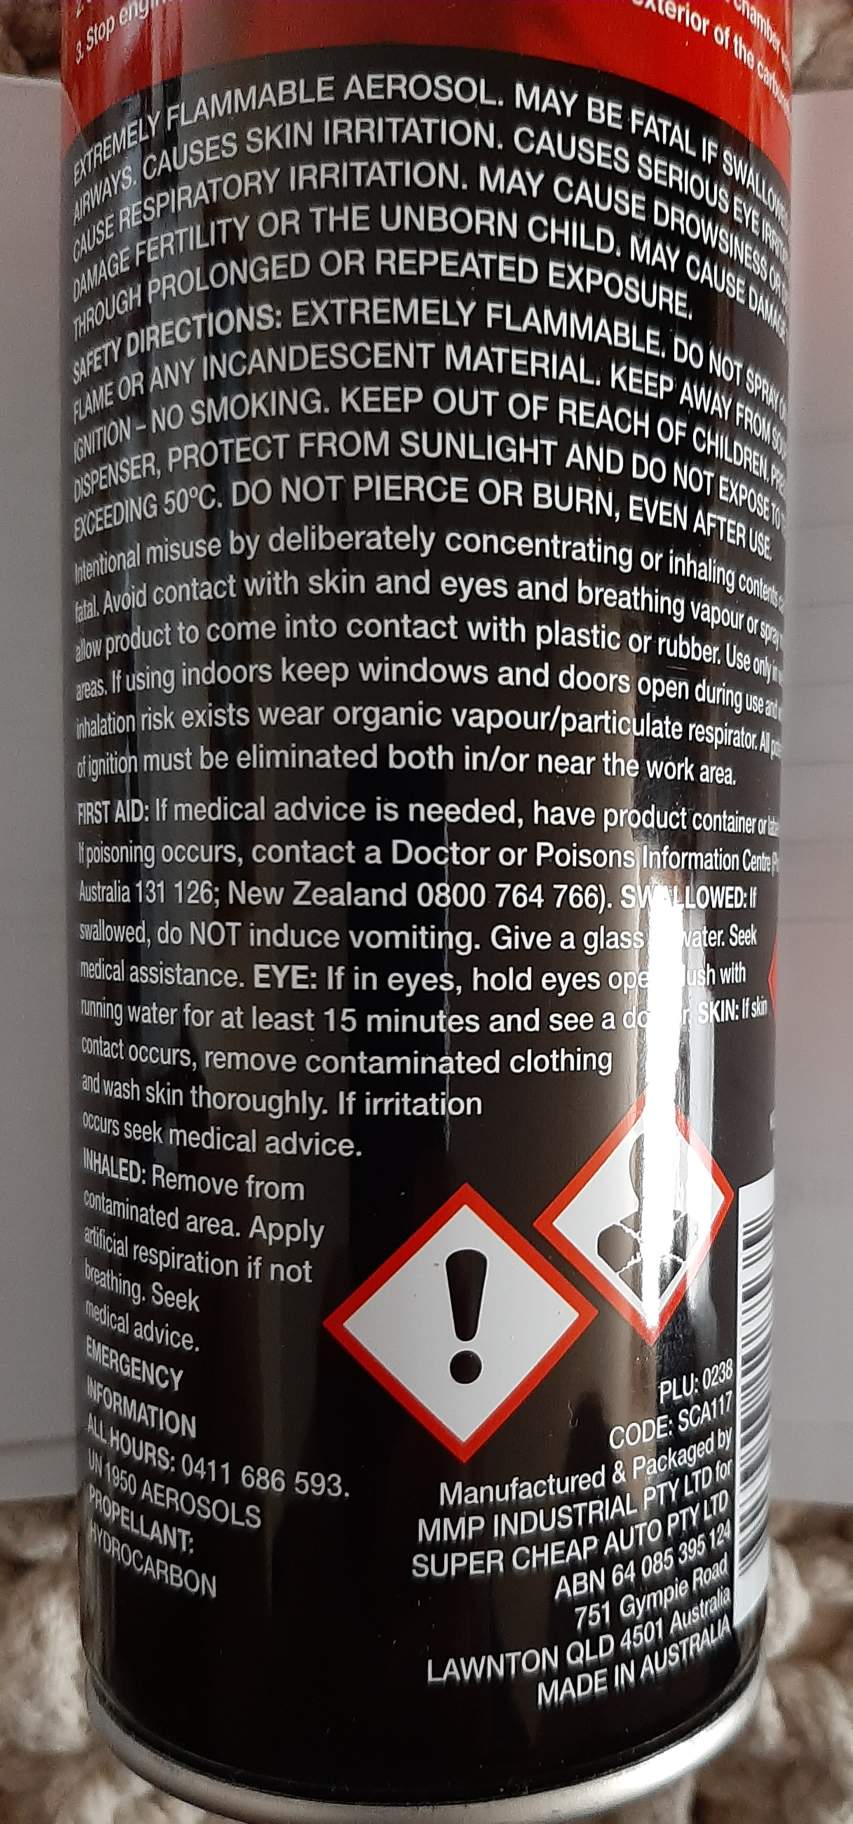 3. Stop
exterior of the
EXTREMELY FLAMMABLE AEROSOL. MAY BE FATAL IF SWALLOWED
AIRWAYS. CAUSES SKIN IRRITATION. CAUSES SERIOUS EYE
CAUSE RESPIRATORY IRRITATION. MAY CAUSE DROWSINESS OR
DAMAGE FERTILITY OR THE UNBORN CHILD. MAY CAUSE DAMAGE
THROUGH PROLONGED OR REPEATED EXPOSURE.
SAFETY DIRECTIONS: EXTREMELY FLAMMABLE. DO NOT SPRAY
FLAME OR ANY INCANDESCENT MATERIAL. KEEP AWAY FROM
IGNITION – NO SMOKING. KEEP OUT OF REACH OF CHILDREN.
DISPENSER, PROTECT FROM SUNLIGHT AND DO NOT EXPOSE TO
EXCEEDING 50°C. DO NOT PIERCE OR BURN, EVEN AFTER USE.
Intentional misuse by deliberately concentrating or inhaling contents
fatal. Avoid contact with skin and eyes and breathing vapour or spray
allow product to come into contact with plastic or rubber. Use only in
areas. If using indoors keep windows and doors open during use and
inhalation risk exists wear organic vapour/particulate respirator. All
of ignition must be eliminated both in/or near the work area.
FIRST AID: If medical advice is needed, have product container or
If poisoning occurs, contact a Doctor or Poisons Information Centre
Australia 131 126; New Zealand 0800 764 766). SWALLOWED: If
swallowed, do NOT induce vomiting. Give a glass water. Seek
medical assistance. EYE: If in eyes, hold eyes open flush with
running water for at least 15 minutes and see a doctor. SKIN: If skin
contact occurs, remove contaminated clothing
and wash skin thoroughly. If irritation
occurs seek medical advice.
INHALED: Remove from
contaminated area. Apply
artificial respiration if not
breathing. Seek
medical advice.
EMERGENCY
INFORMATION
ALL HOURS: 0411 686 593.
UN 1950 AEROSOLS
PROPELLANT:
HYDROCARBON
PLU: 0238
CODE: SCA117
Manufactured & Packaged by
MMP INDUSTRIAL PTY LTD for
SUPER CHEAP AUTO PTY LTD
ABN 64 085 395 124
751 Gympie Road
LAWNTON QLD 4501 Australia
MADE IN AUSTRALIA